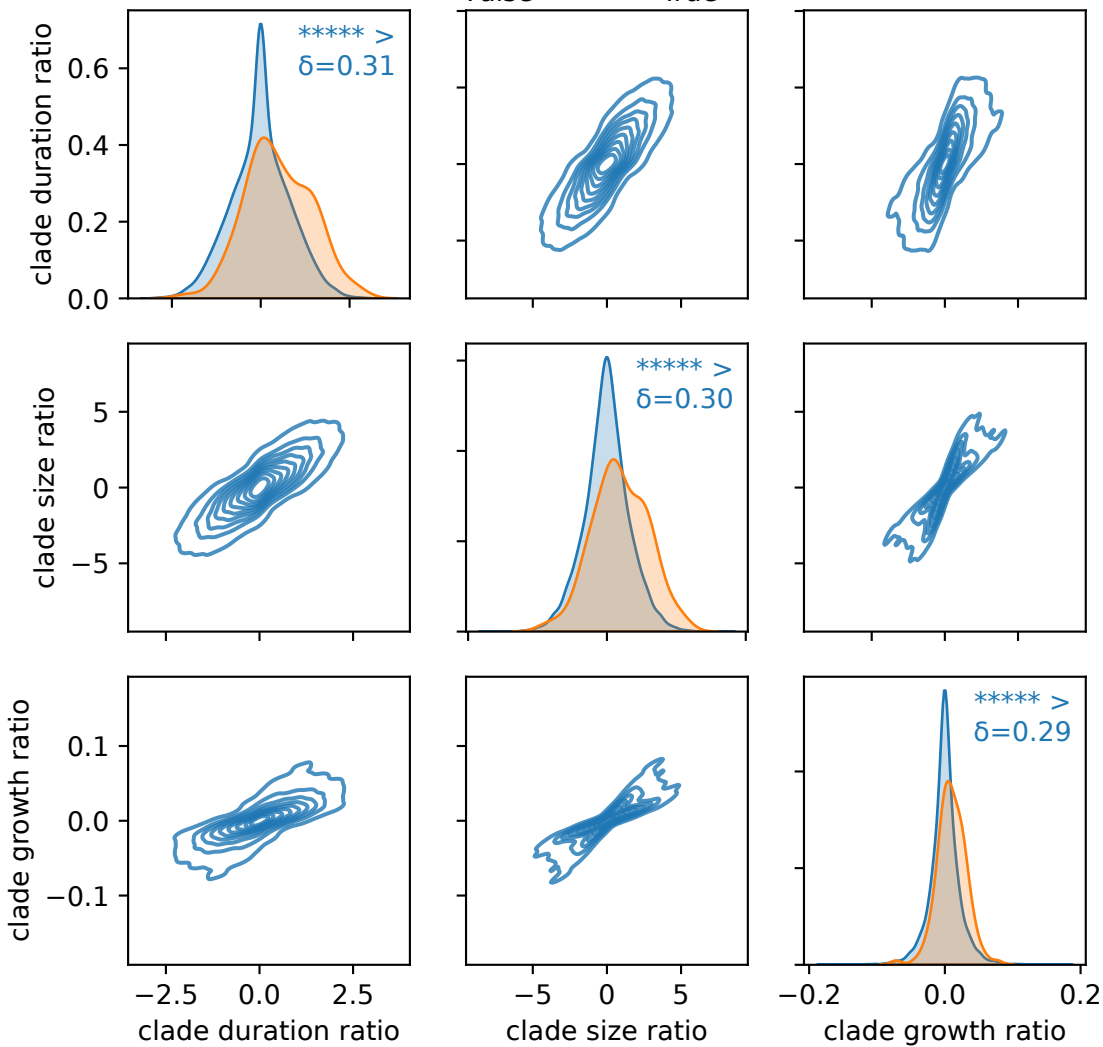 ***** >
δ=0.31
clade duration ratio
0.6
0.4
0.2
0.0
***** >
δ=0.30
clade size ratio
5
0
−5
***** >
δ=0.29
clade growth ratio
0.1
0.0
−0.1
−2.5 0.0 2.5 −5 0 5 −0.2 0.0 0.2
clade duration ratio clade size ratio clade growth ratio